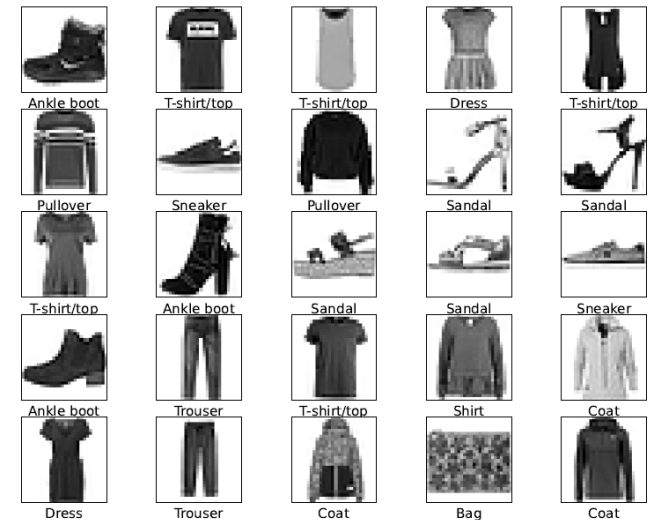 Ankle boot T-shirt/top T-shirt/top Dress T-shirt/top
Pullover Sneaker Pullover Sandal Sandal
T-shirt/top Ankle boot Sandal Sandal Sneaker
Ankle boot Trouser T-shirt/top Shirt Coat
Dress Trouser Coat Bag Coat